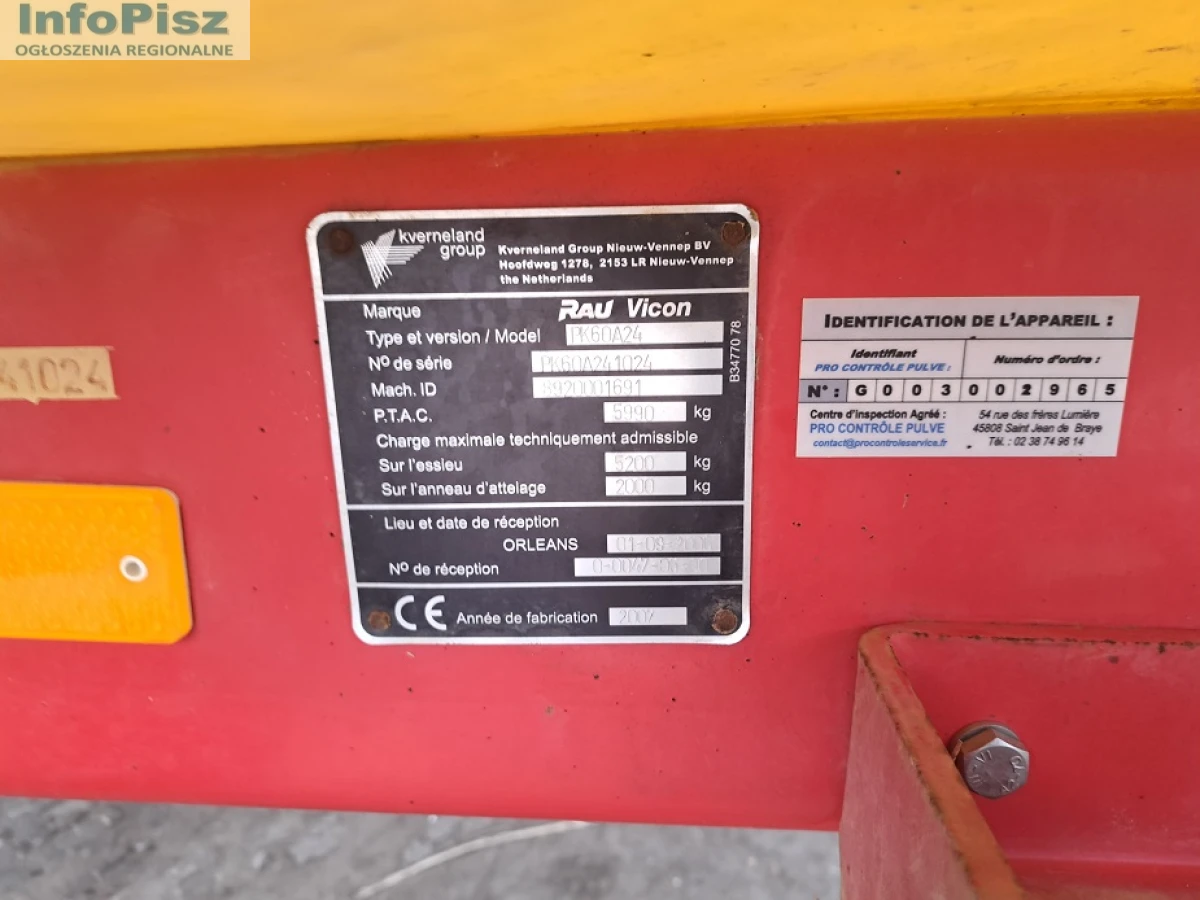 InfoPisz
OGŁOSZENIA REGIONALNE
kverneland
group
Kverneland Group Nieuw-Vennep BV
Hoofdweg 1278, 2153 LR Nieuw-Vennep
the Netherlands
Marque RAU Vicon
Type et version / Model PK60A24
Nº de série PK60A241024
Mach. ID 8920001691
P.T.A.C. 5990 kg
Charge maximale techniquement admissible
Sur l'essieu 5200 kg
Sur l'anneau d'attelage 2000 kg
B34770 78
Lieu et date de réception
ORLEANS
Nº de réception
CE Année de fabrication
41024
IDENTIFICATION DE L'APPAREIL :
Identifiant
PRO CONTRÔLE PULVE :
Numéro d'ordre :
N° : G 0 0 3 0 0 2 9 6 5
Centre d'inspection Agréé :
PRO CONTRÔLE PULVE
contact@procontroleservice.fr
54 rue des frères Lumière
45808 Saint Jean de Braye
Tél. : 02 38 74 96 14